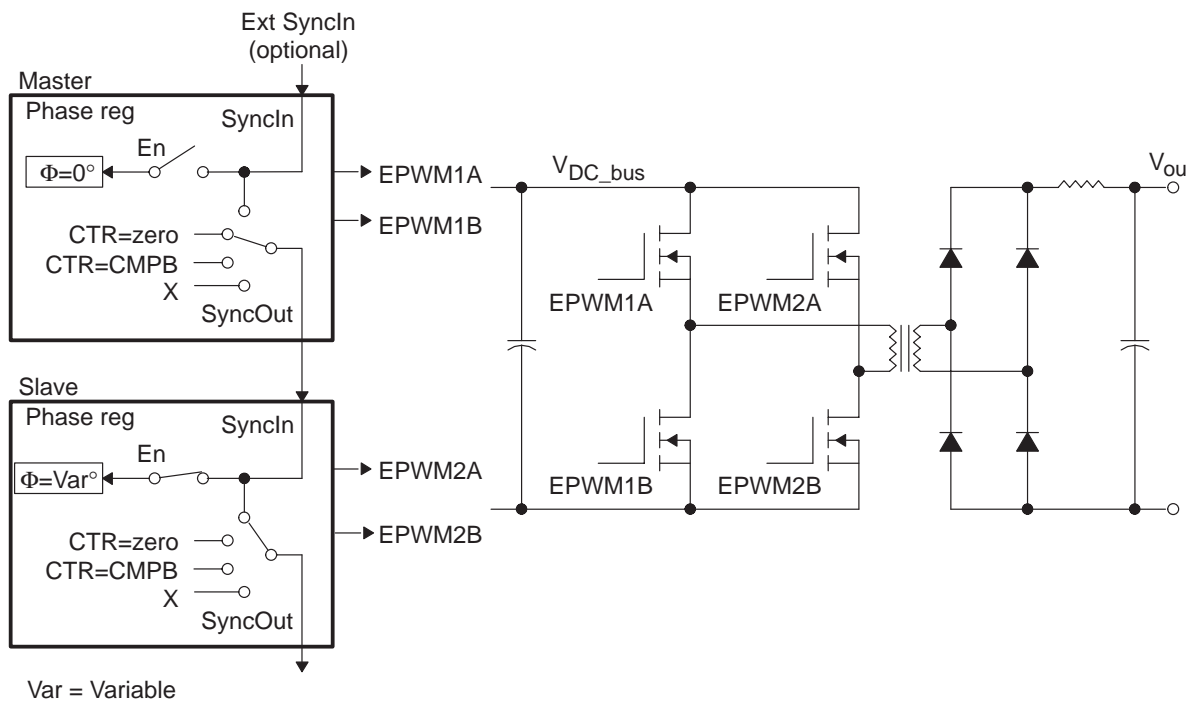 Ext SyncIn
(optional)
Master
Phase reg
SyncIn
En
Φ=0°
EPWM1A
EPWM1B
CTR=zero
CTR=CMPB
X
SyncOut
Slave
Phase reg
SyncIn
En
Φ=Var°
EPWM2A
EPWM2B
CTR=zero
CTR=CMPB
X
SyncOut
Var = Variable
VDC_bus
Vou
EPWM1A
EPWM2A
EPWM1B
EPWM2B